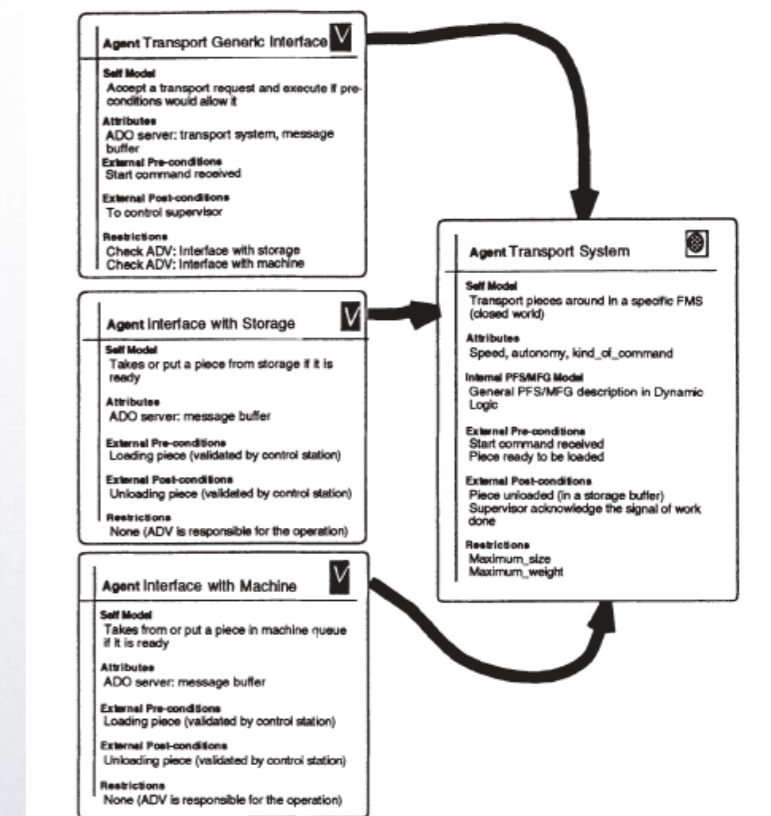 Agent Transport Generic Interface V
Self Model
Accept a transport request and execute if pre-
conditions would allow it
Attributes
ADO server: transport system, message
buffer
External Pre-conditions
Start command received
External Post-conditions
To control supervisor
Restrictions
Check ADV: Interface with storage
Check ADV: Interface with machine
Agent Interface with Storage V
Self Model
Takes or put a piece from storage if it is
ready
Attributes
ADO server: message buffer
External Pre-conditions
Loading piece (validated by control station)
External Post-conditions
Unloading piece (validated by control station)
Restrictions
None (ADV is responsible for the operation)
Agent Interface with Machine V
Self Model
Takes from or put a piece in machine queue
if it is ready
Attributes
ADO server: message buffer
External Pre-conditions
Loading piece (validated by control station)
External Post-conditions
Unloading piece (validated by control station)
Restrictions
None (ADV is responsible for the operation)
Agent Transport System
Self Model
Transport pieces around in a specific FMS
(closed world)
Attributes
Speed, autonomy, kind_of_command
Internal PFS/MFG Model
General PFS/MFG description in Dynamic
Logic
External Pre-conditions
Start command received
Piece ready to be loaded
External Post-conditions
Piece unloaded (in a storage buffer)
Supervisor acknowledge the signal of work
done
Restrictions
Maximum_size
Maximum_weight